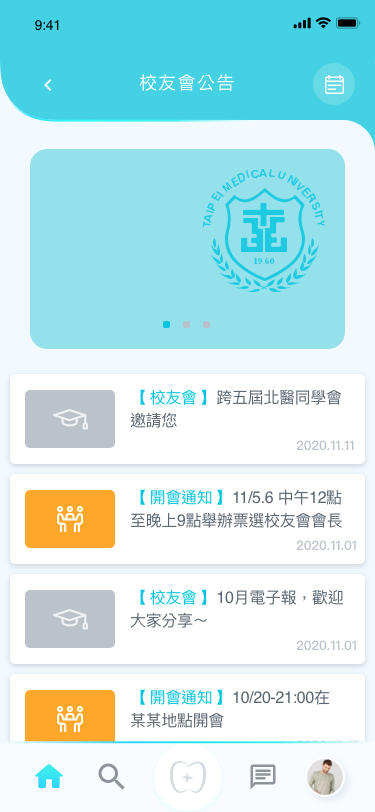 9:41
校友會公告
TAIPEI MEDICAL UNIVERSITY
1960
【校友會】跨五屆北醫同學會
邀請您
2020.11.11
【開會通知】11/5.6 中午12點
至晚上9點舉辦票選校友會會長
2020.11.01
【校友會】10月電子報，歡迎
大家分享～
2020.11.01
【開會通知】10/20-21:00在
某某地點開會